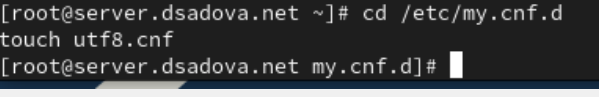 [root@server.dsadova.net ~]# cd /etc/my.cnf.d
touch utf8.cnf
[root@server.dsadova.net my.cnf.d]#